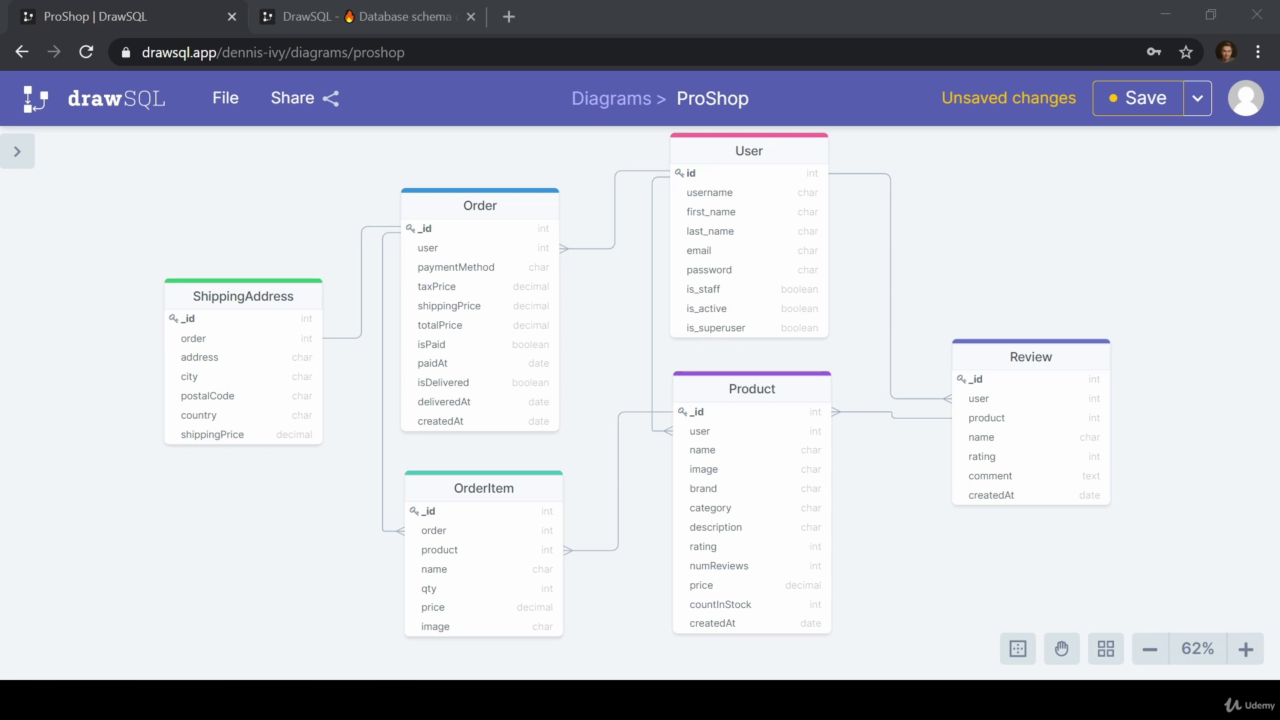 ProShop | DrawSQL
DrawSQL - 🔥 Database schema
drawsql.app/dennis-ivy/diagrams/proshop
drawSQL
File
Share
Diagrams > ProShop
Unsaved changes
Save
User
id int
username char
first_name char
last_name char
email char
password char
is_staff boolean
is_active boolean
is_superuser boolean
Order
_id int
user int
paymentMethod char
taxPrice decimal
shippingPrice decimal
totalPrice decimal
isPaid boolean
paidAt date
isDelivered boolean
deliveredAt date
createdAt date
ShippingAddress
_id int
order int
address char
city char
postalCode char
country char
shippingPrice decimal
Review
_id int
user int
product int
name char
rating int
comment text
createdAt date
Product
_id int
user int
name char
image char
brand char
category char
description char
rating int
numReviews int
price decimal
countInStock int
createdAt date
OrderItem
_id int
order int
product int
name char
qty int
price decimal
image char
62%
Udemy